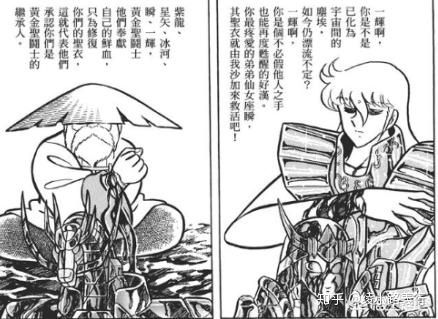 一輝啊，
你是不是
已化為
宇宙間的
塵埃，
如今仍漂流不定？
一輝啊，
你是個不必假他人之手
也能再度甦醒的好漢。
你最疼愛的弟弟仙女座瞬，
其聖衣就由我沙加來救活吧！
紫龍、
星矢、冰河、
瞬、一輝，
黃金聖鬥士
他們奉獻
自己的鮮血，
只為修復
你們的聖衣，
這就代表他們
承認你們是
黃金聖鬥士的
繼承人。
知乎